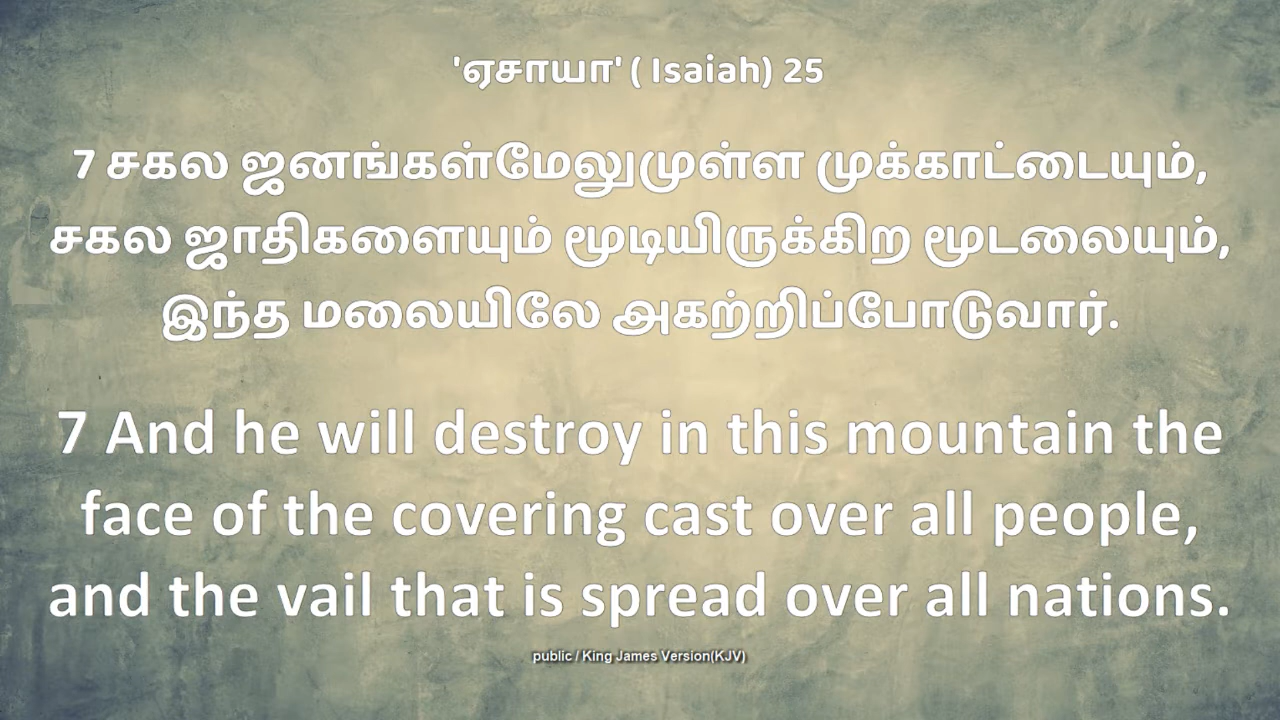 'ஏசாயா' ( Isaiah) 25
7 சகல ஜனங்கள்மேலுமுள்ள முக்காட்டையும்,
சகல ஜாதிகளையும் மூடியிருக்கிற மூடலையும்,
இந்த மலையிலே அகற்றிப்போடுவார்.
7 And he will destroy in this mountain the
face of the covering cast over all people,
and the vail that is spread over all nations.
public / King James Version(KJV)